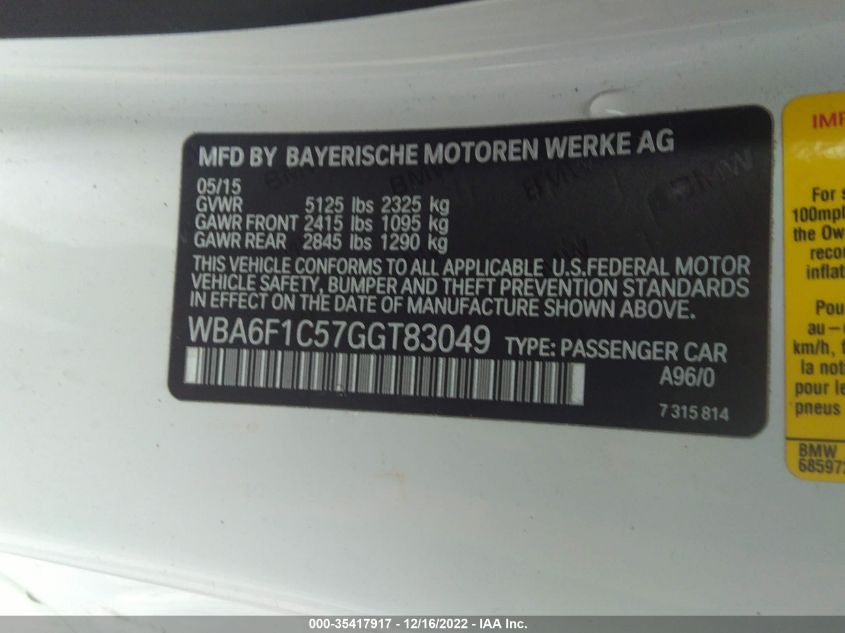 MFD BY BAYERISCHE MOTOREN WERKE AG
05/15
GVWR 5125 lbs 2325 kg
GAWR FRONT 2415 lbs 1095 kg
GAWR REAR 2845 lbs 1290 kg
THIS VEHICLE CONFORMS TO ALL APPLICABLE U.S.FEDERAL MOTOR
VEHICLE SAFETY, BUMPER AND THEFT PREVENTION STANDARDS
IN EFFECT ON THE DATE OF MANUFACTURE SHOWN ABOVE.
WBA6F1C57GGT83049 TYPE: PASSENGER CAR
A96/0
7 315 814
For s
100mpl
the Ow
recor
inflat
Pou
au —
km/h, f
la not
pour le
pneus
BMW
68597
000-35417917 - 12/16/2022 - IAA Inc.